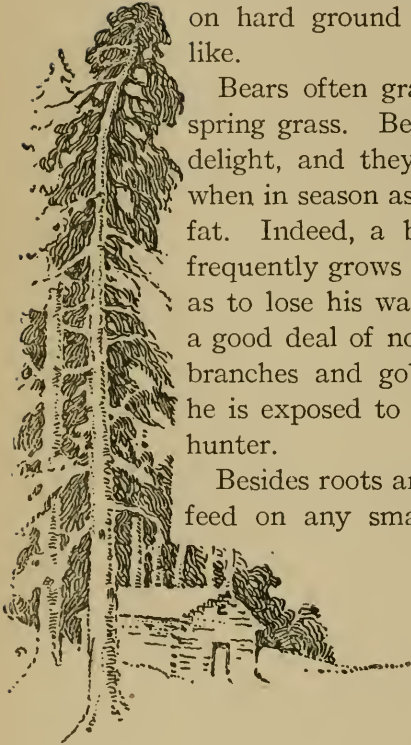 on hard ground
like.
Bears often gra
spring grass. Be
delight, and they
when in season as
fat. Indeed, a b
frequently grows
as to lose his wa
a good deal of no
branches and go
he is exposed to
hunter.
Besides roots an
feed on any sma